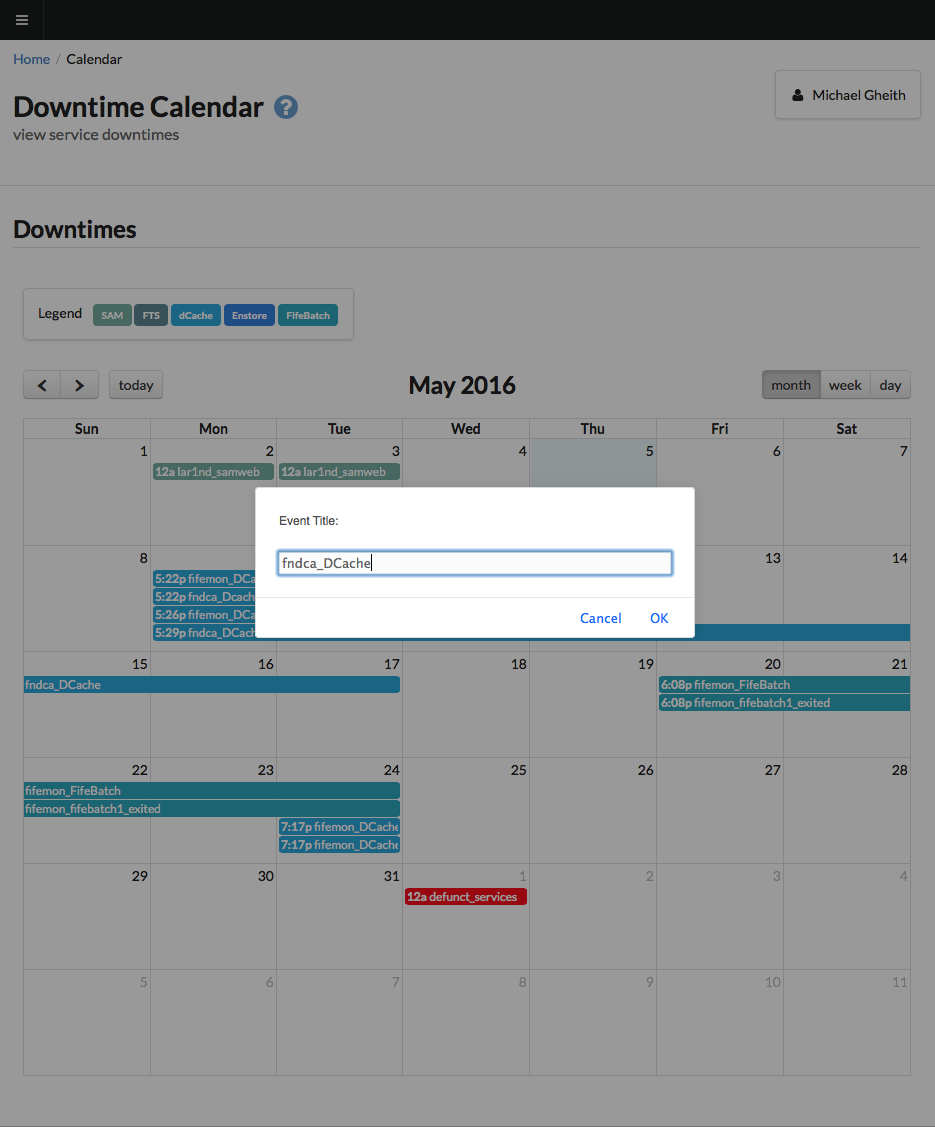 Home / Calendar
Downtime Calendar ?
view service downtimes
Michael Gheith
Downtimes
Legend SAM FTS dCache Enstore FifeBatch
today
May 2016
month week day
Sun Mon Tue Wed Thu Fri Sat
1 2 3 4 5 6 7
12a lar1nd_samweb 12a lar1nd_samweb
Event Title:
fndca_DCache
Cancel OK
8 13 14
5:22p fifemon_DCa
5:22p fndca_Dcach
5:26p fifemon_DCa
5:29p fndca_DCach
15 16 17 18 19 20 21
fndca_DCache 6:08p fifemon_FifeBatch
6:08p fifemon_fifebatch1_exited
22 23 24 25 26 27 28
fifemon_FifeBatch
fifemon_fifebatch1_exited
7:17p fifemon_DCache
7:17p fifemon_DCache
29 30 31 1 2 3 4
12a defunct_services
5 6 7 8 9 10 11